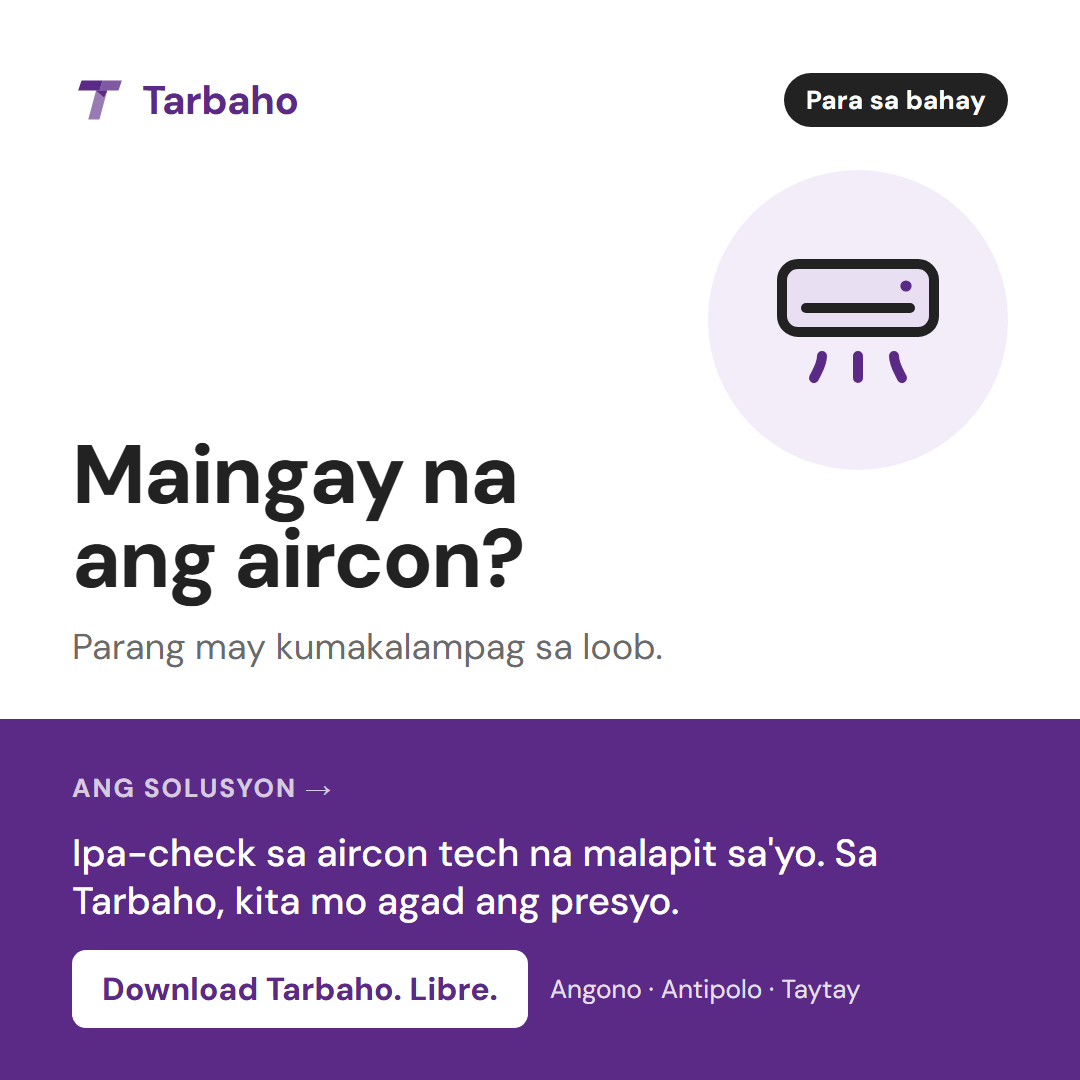 Tarbaho
Para sa bahay
Maingay na
ang aircon?
Parang may kumakalampag sa loob.
ANG SOLUSYON →
Ipa-check sa aircon tech na malapit sa'yo. Sa
Tarbaho, kita mo agad ang presyo.
Download Tarbaho. Libre.
Angono · Antipolo · Taytay